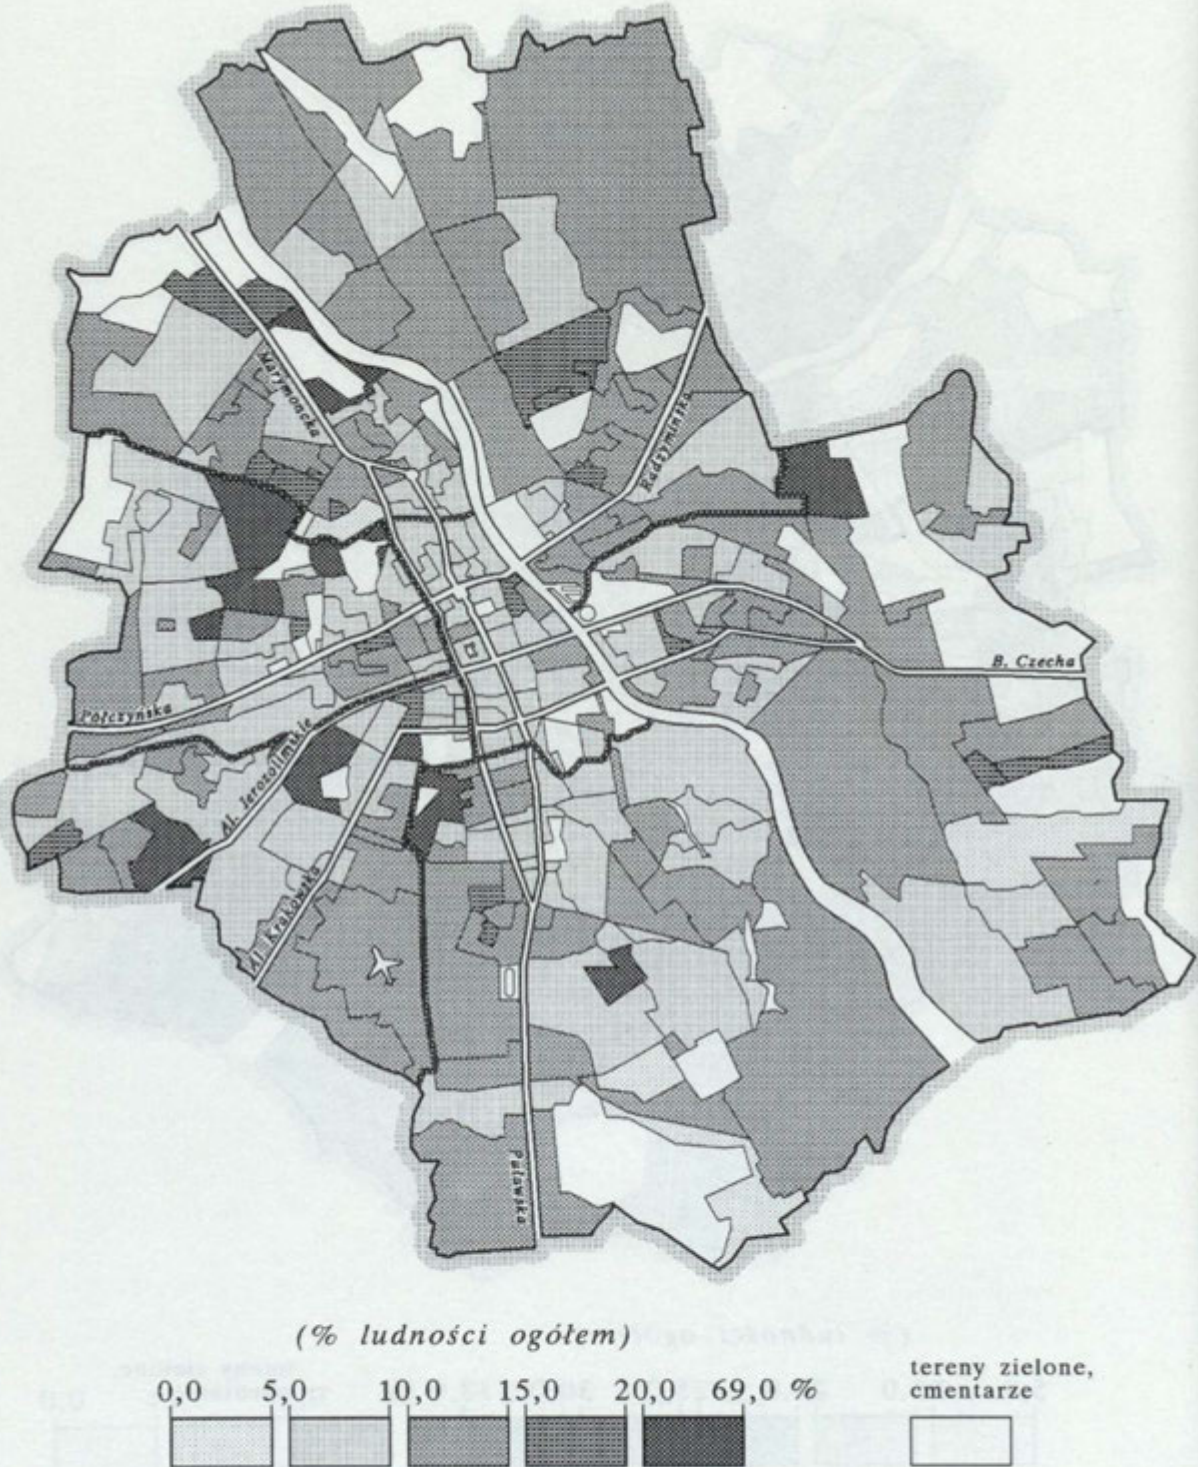 Marymoncka
Radzymińska
B. Czecha
Połczyńska
Al. Jerozolimskie
Al. Krakowska
Puławska
(% ludności ogółem)
0,0 5,0 10,0 15,0 20,0 69,0 %
tereny zielone,
cmentarze